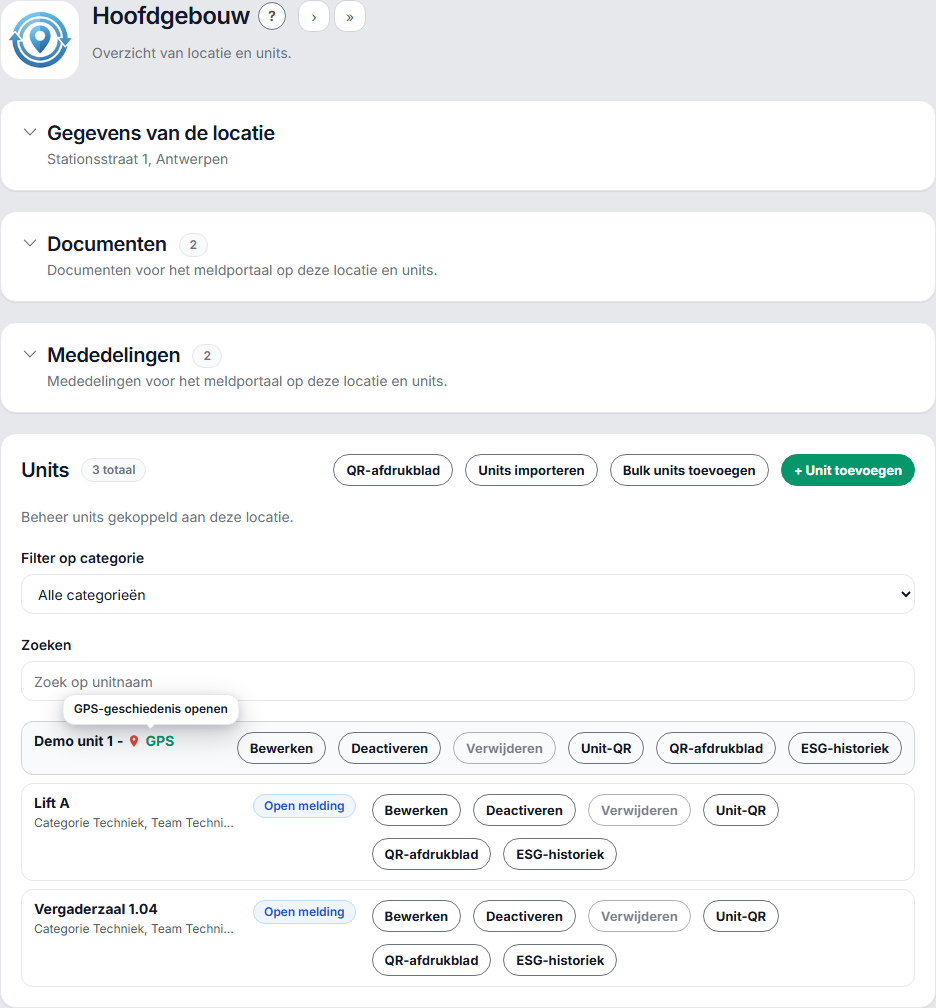 Hoofdgebouw ? › »
Overzicht van locatie en units.
Gegevens van de locatie
Stationsstraat 1, Antwerpen
Documenten 2
Documenten voor het meldportaal op deze locatie en units.
Mededelingen 2
Mededelingen voor het meldportaal op deze locatie en units.
Units 3 totaal QR-afdrukblad Units importeren Bulk units toevoegen + Unit toevoegen
Beheer units gekoppeld aan deze locatie.
Filter op categorie
Alle categorieën
Zoeken
Zoek op unitnaam
GPS-geschiedenis openen
Demo unit 1 - GPS Bewerken Deactiveren Verwijderen Unit-QR QR-afdrukblad ESG-historiek
Lift A Open melding Bewerken Deactiveren Verwijderen Unit-QR
Categorie Techniek, Team Techni...
QR-afdrukblad ESG-historiek
Vergaderzaal 1.04 Open melding Bewerken Deactiveren Verwijderen Unit-QR
Categorie Techniek, Team Techni...
QR-afdrukblad ESG-historiek